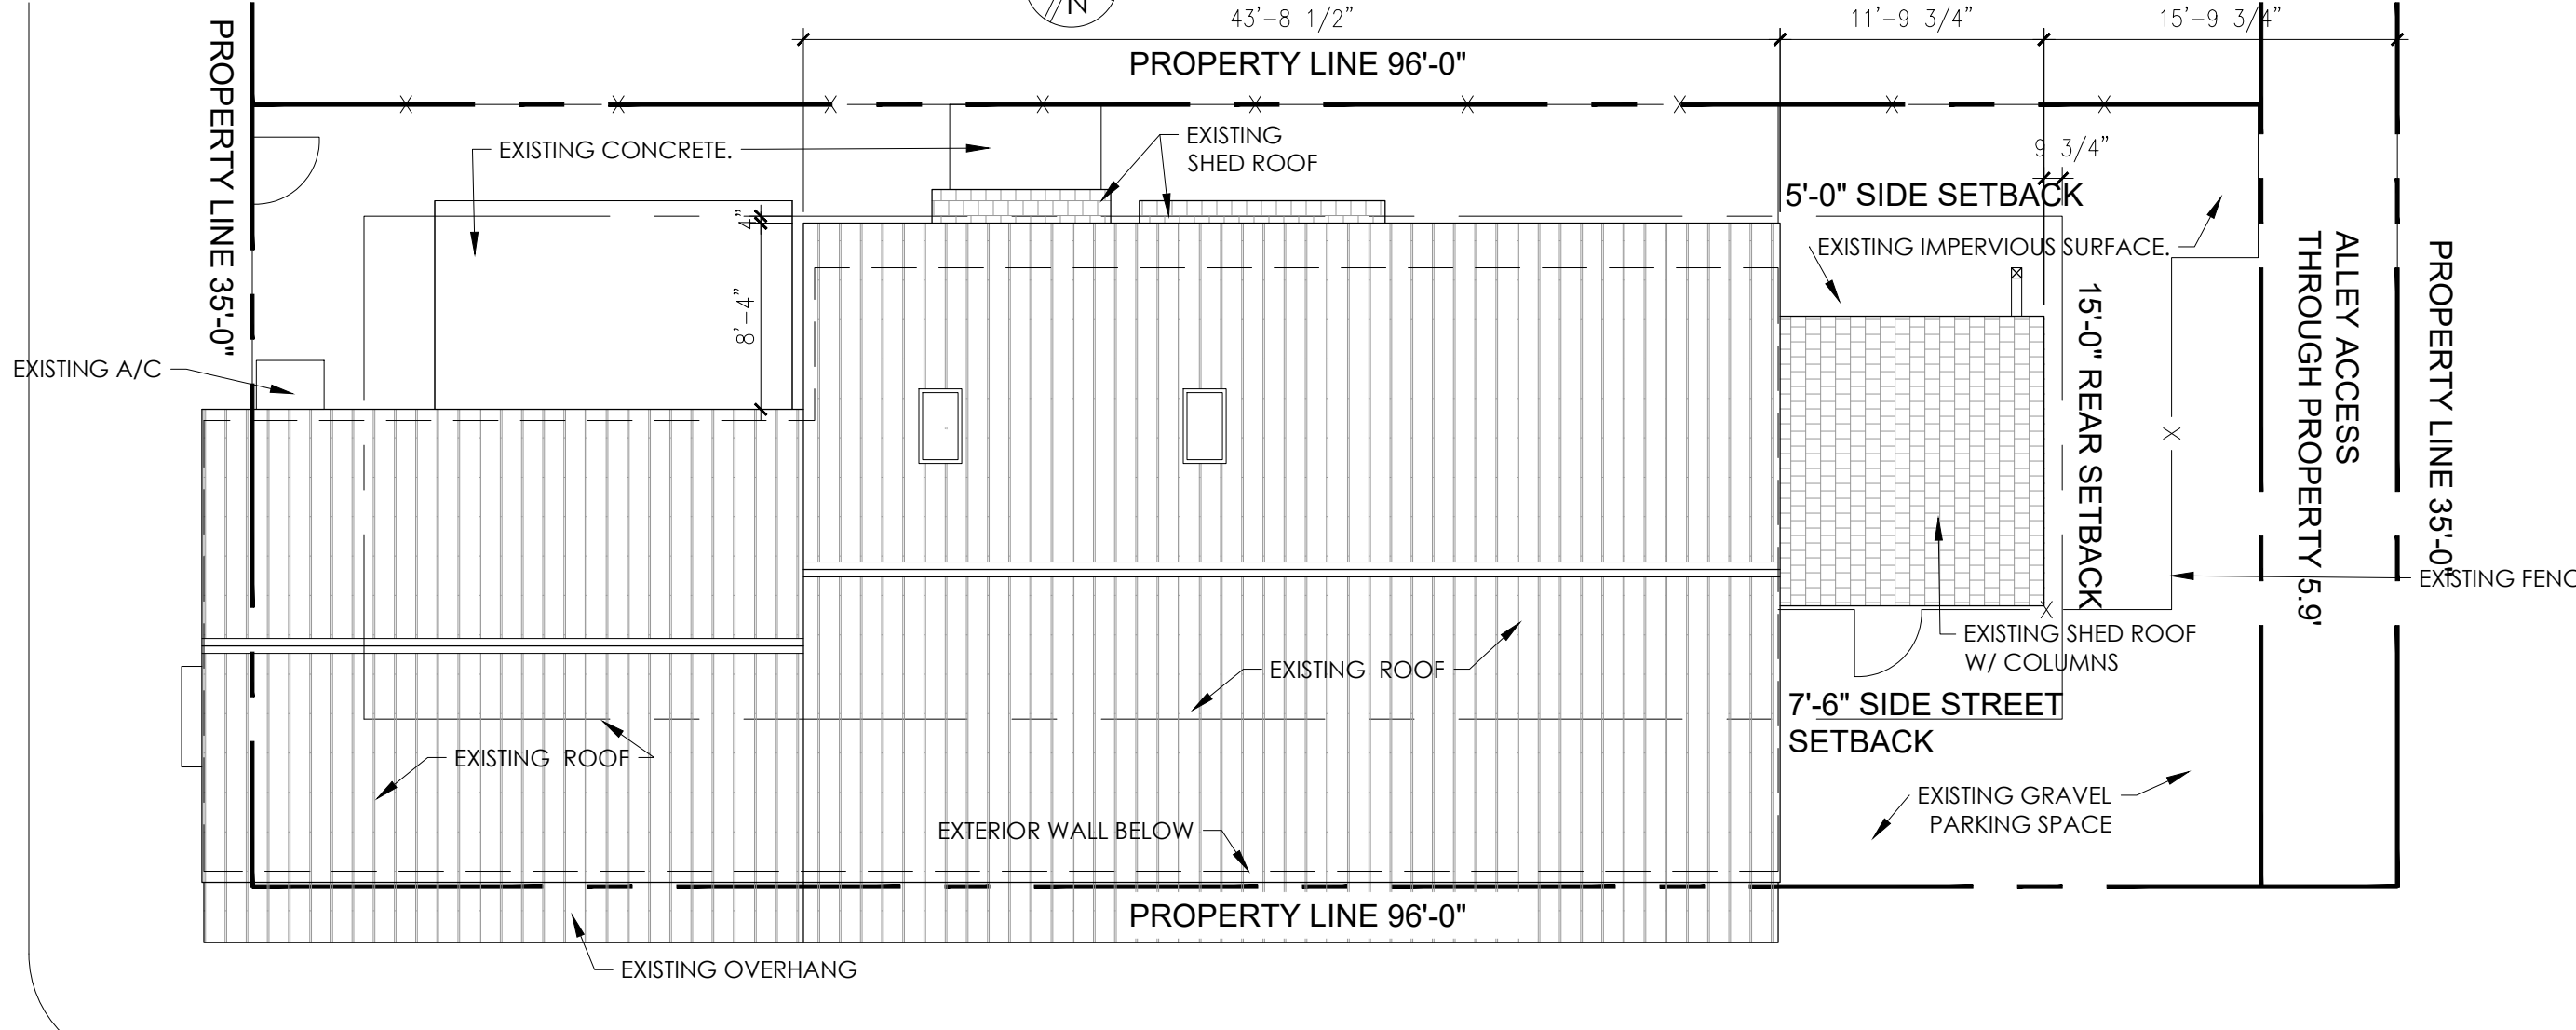 N
43'-8 1/2"
11'-9 3/4"
15'-9 3/4"
PROPERTY LINE 96'-0"
PROPERTY LINE 35'-0"
EXISTING CONCRETE.
EXISTING
SHED ROOF
9 3/4"
5'-0" SIDE SETBACK
4"
EXISTING IMPERVIOUS SURFACE.
8'-4"
15'-0" REAR SETBACK
ALLEY ACCESS
THROUGH PROPERTY 5.9'
PROPERTY LINE 35'-0"
EXISTING A/C
EXISTING FENC
EXISTING SHED ROOF
W/ COLUMNS
EXISTING ROOF
7'-6" SIDE STREET
SETBACK
EXISTING ROOF
EXISTING GRAVEL
PARKING SPACE
EXTERIOR WALL BELOW
PROPERTY LINE 96'-0"
EXISTING OVERHANG